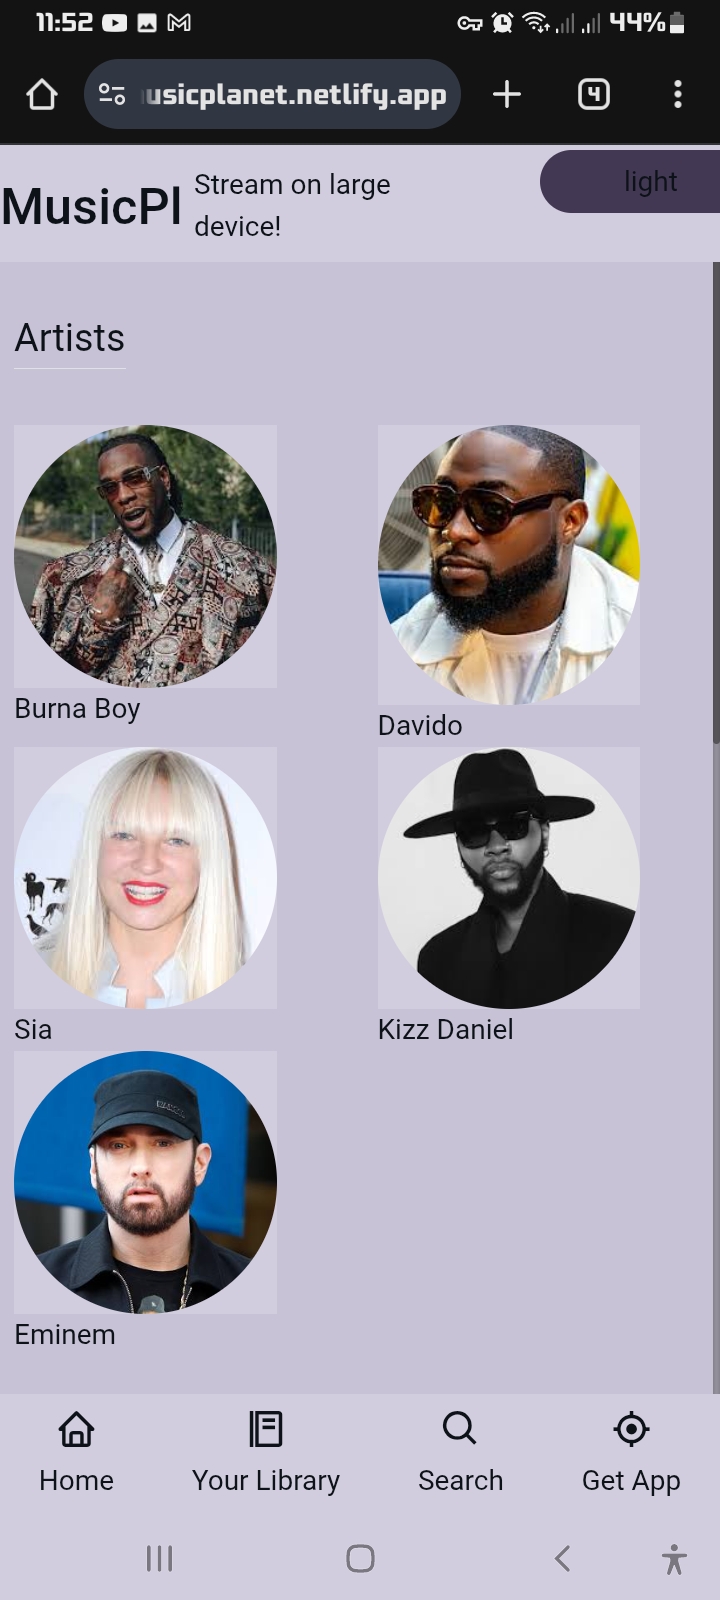 11:52
44%
usicplanet.netlify.app
4
MusicPl
Stream on large
device!
light
Artists
Burna Boy
Davido
Sia
Kizz Daniel
Eminem
Home
Your Library
Search
Get App